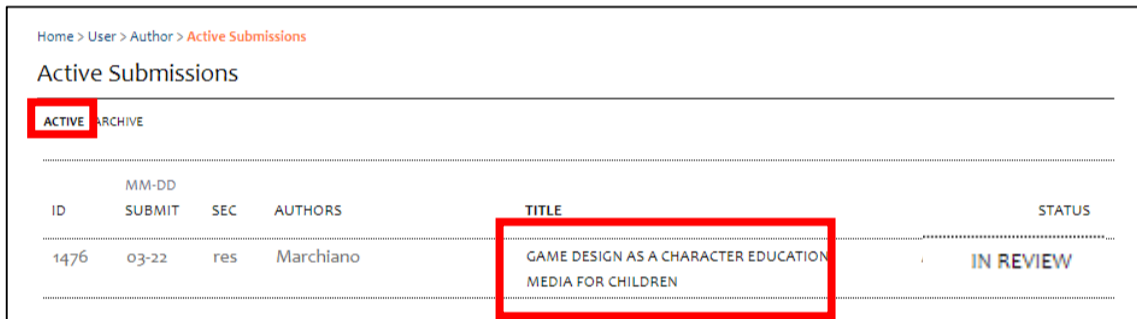 Home > User > Author > Active Submissions
Active Submissions
ACTIVE ARCHIVE
MM-DD
ID SUBMIT SEC AUTHORS TITLE STATUS
1476 03-22 res Marchiano GAME DESIGN AS A CHARACTER EDUCATION IN REVIEW
MEDIA FOR CHILDREN